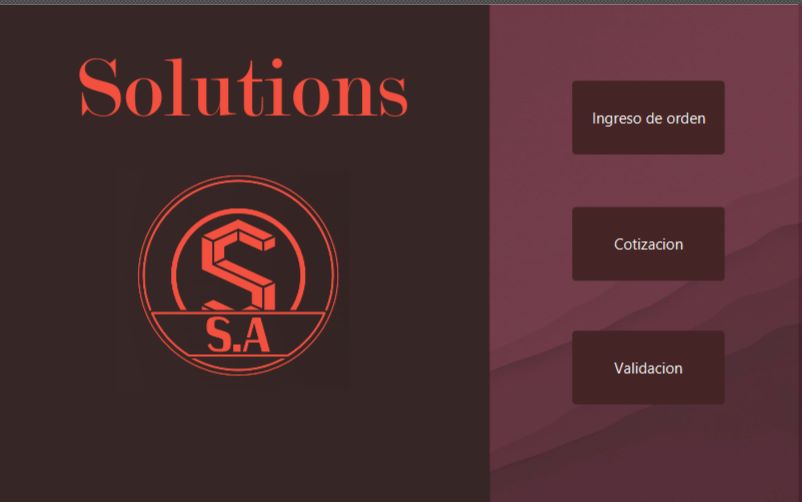 Solutions
S
S.A
Ingreso de orden
Cotizacion
Validacion